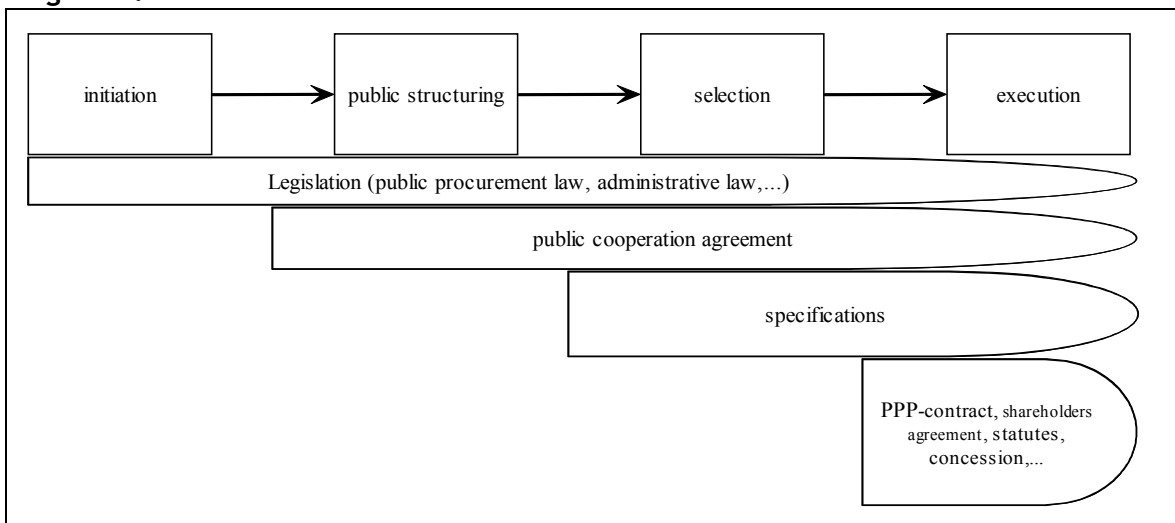 initiation
public structuring
selection
execution
Legislation (public procurement law, administrative law,...)
public cooperation agreement
specifications
PPP-contract, shareholders
agreement, statutes,
concession,...